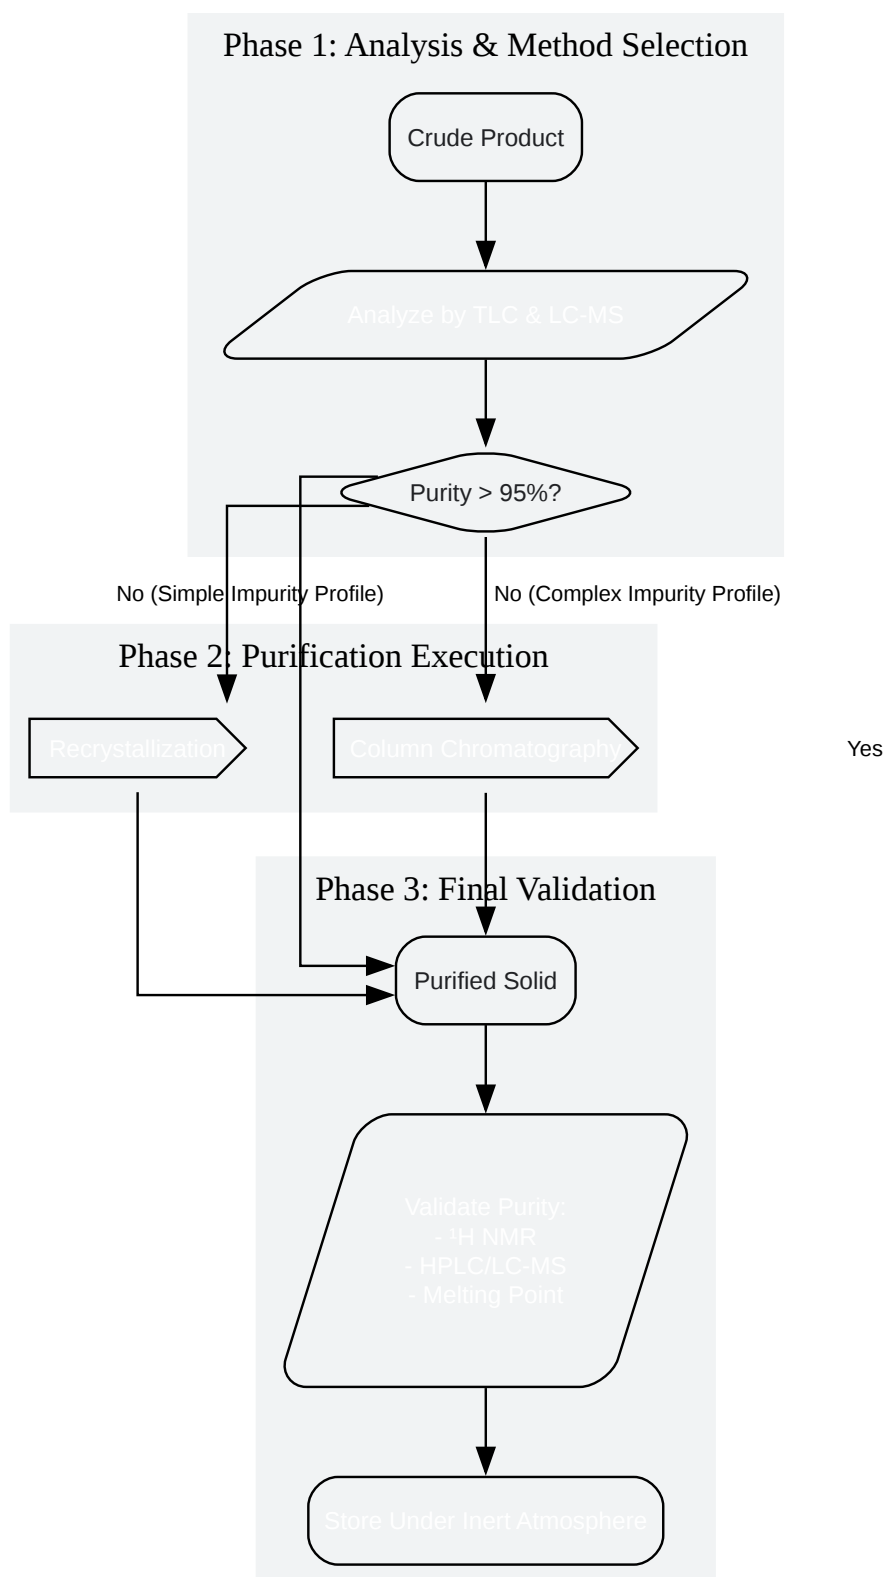 Phase 1: Analysis & Method Selection
Crude Product
Analyze by TLC & LC-MS
Purity > 95%?
No (Simple Impurity Profile)
No (Complex Impurity Profile)
Phase 2: Purification Execution
Recrystallization
Column Chromatography
Yes
Phase 3: Final Validation
Purified Solid
Validate Purity:
- ¹H NMR
- HPLC/LC-MS
- Melting Point
Store Under Inert Atmosphere